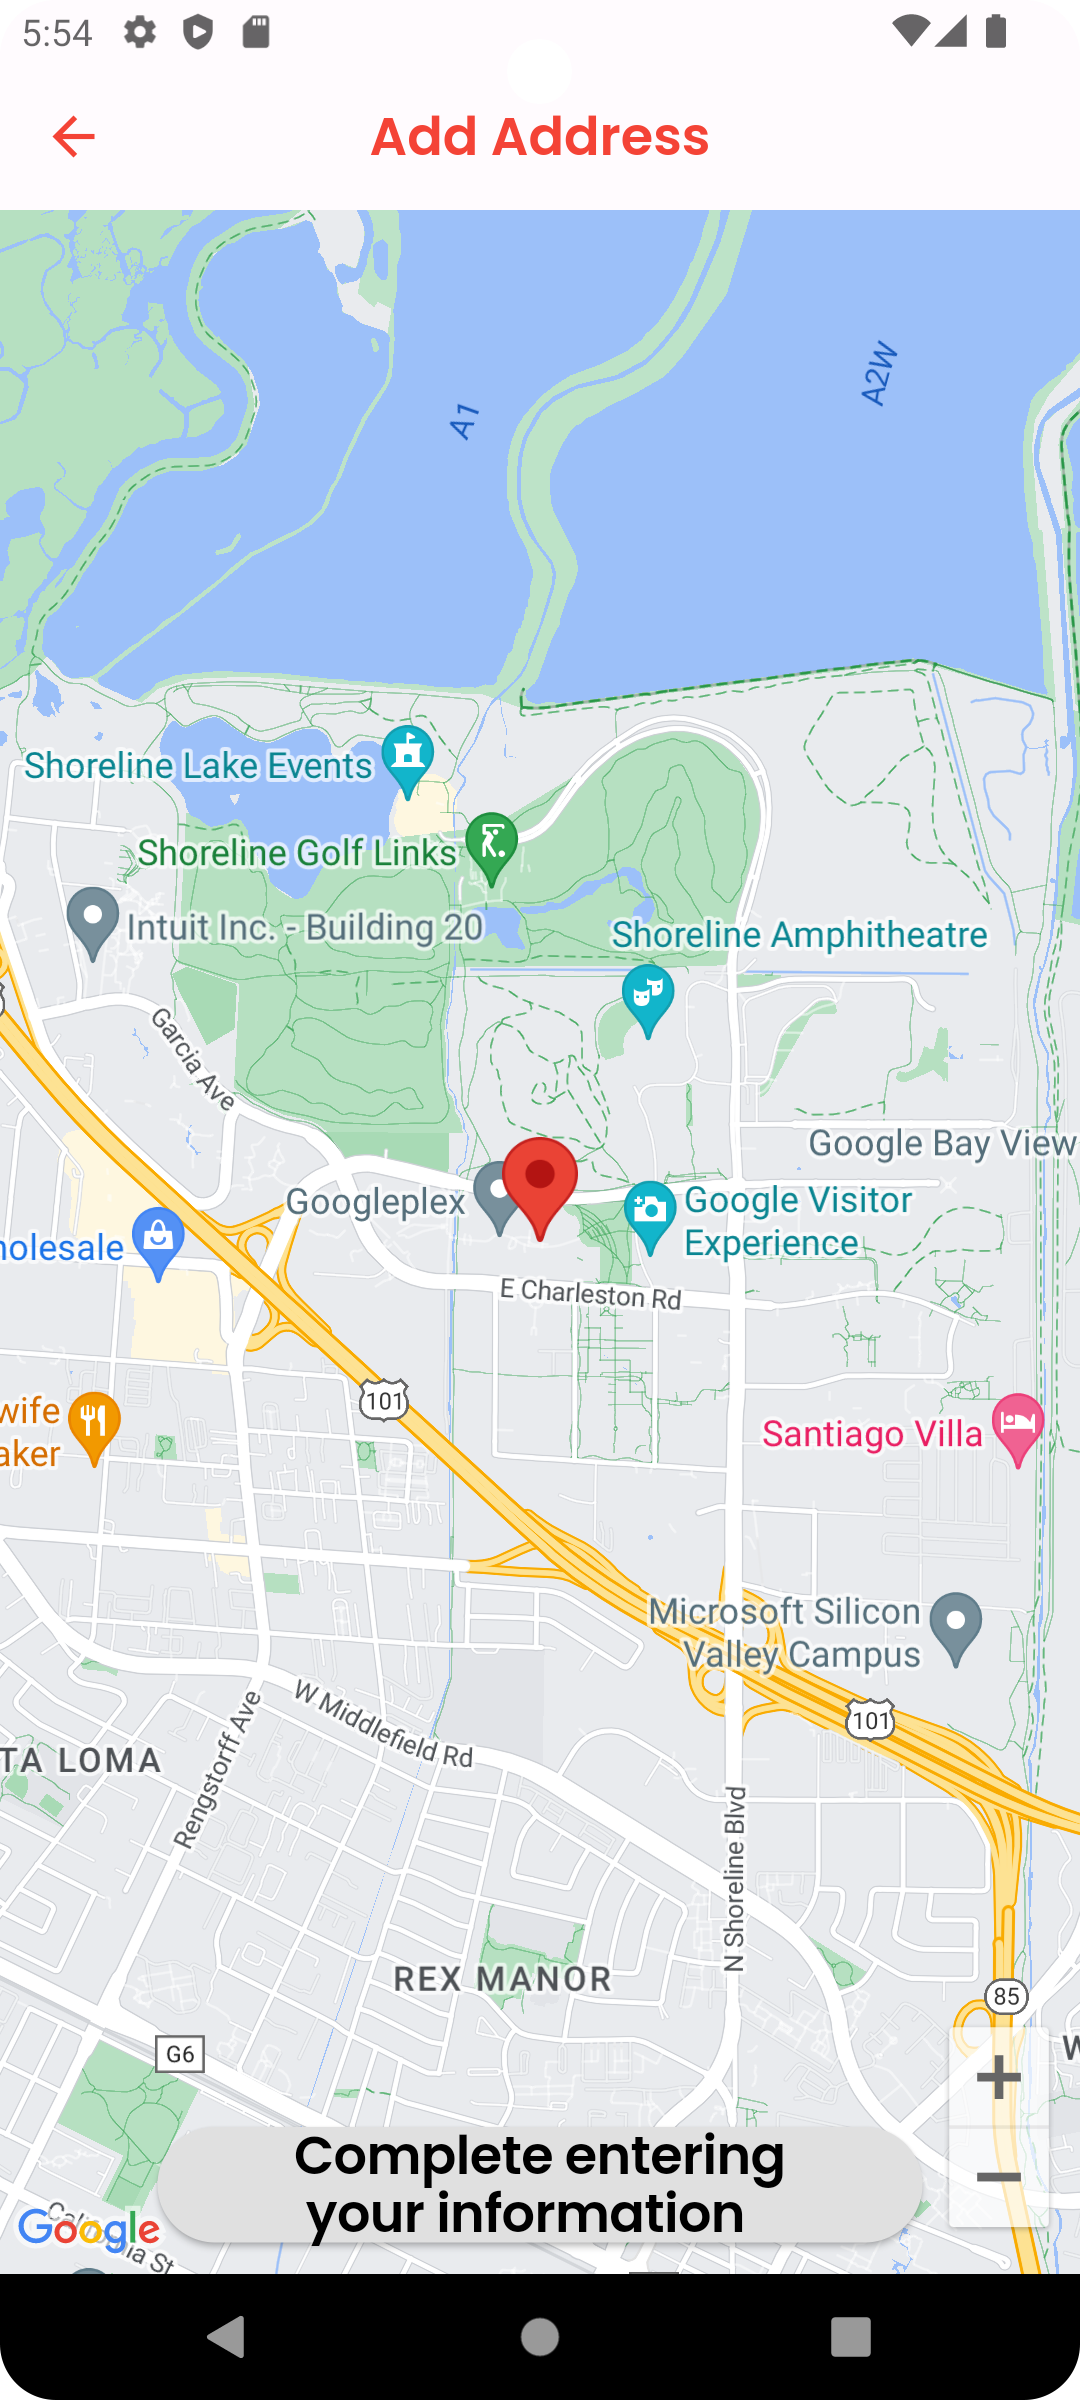 5:54
Add Address
A1
A2W
Shoreline Lake Events
Shoreline Golf Links
Intuit Inc. - Building 20
Shoreline Amphitheatre
Garcia Ave
Google Bay View
Googleplex
Google Visitor
Experience
holesale
E Charleston Rd
101
wife
aker
Santiago Villa
Microsoft Silicon
Valley Campus
101
W Middlefield Rd
TA LOMA
Rengstorff Ave
N Shoreline Blvd
REX MANOR
85
G6
W
+
Complete entering
your information
−
Google